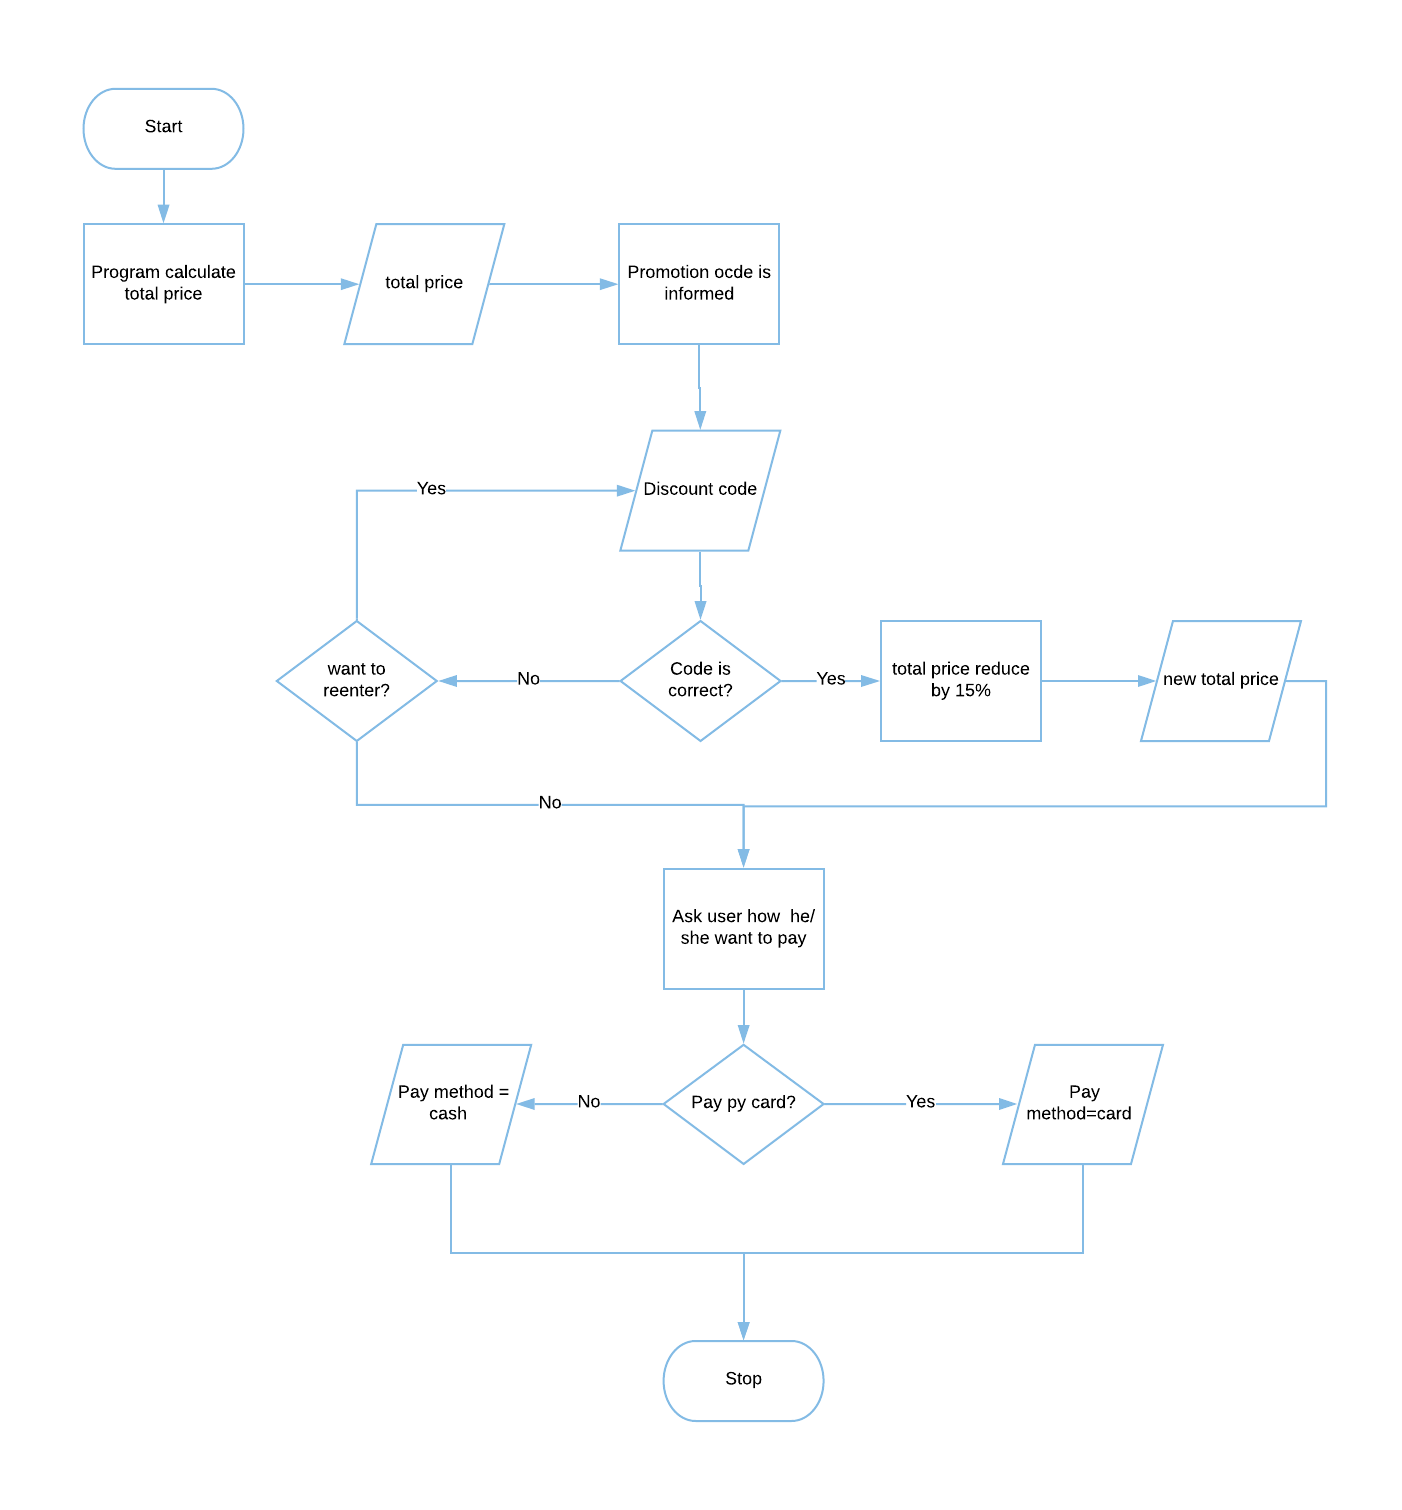 Start
Program calculate
total price
total price
Promotion ocde is
informed
Yes
Discount code
want to
reenter?
No
Code is
correct?
Yes
total price reduce
by 15%
new total price
No
Ask user how  he/
she want to pay
Pay method =
cash
No
Pay py card?
Yes
Pay
method=card
Stop